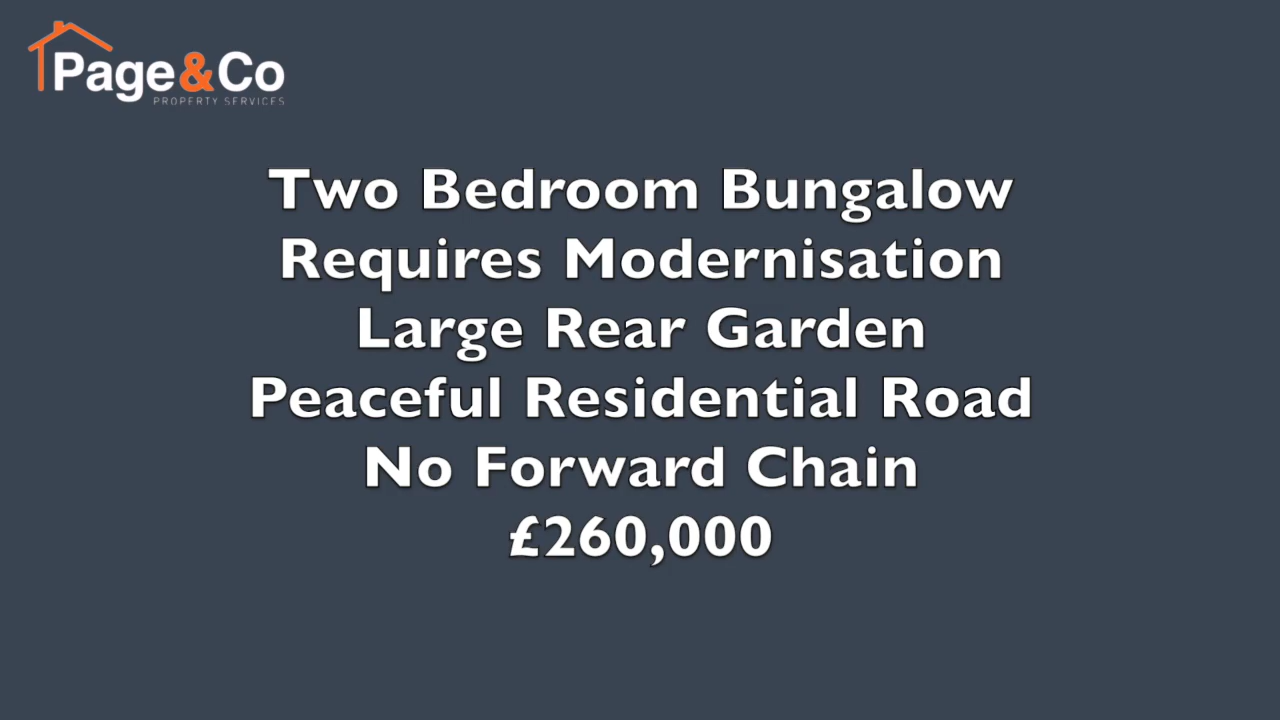 Page&Co
PROPERTY SERVICES
Two Bedroom Bungalow
Requires Modernisation
Large Rear Garden
Peaceful Residential Road
No Forward Chain
£260,000